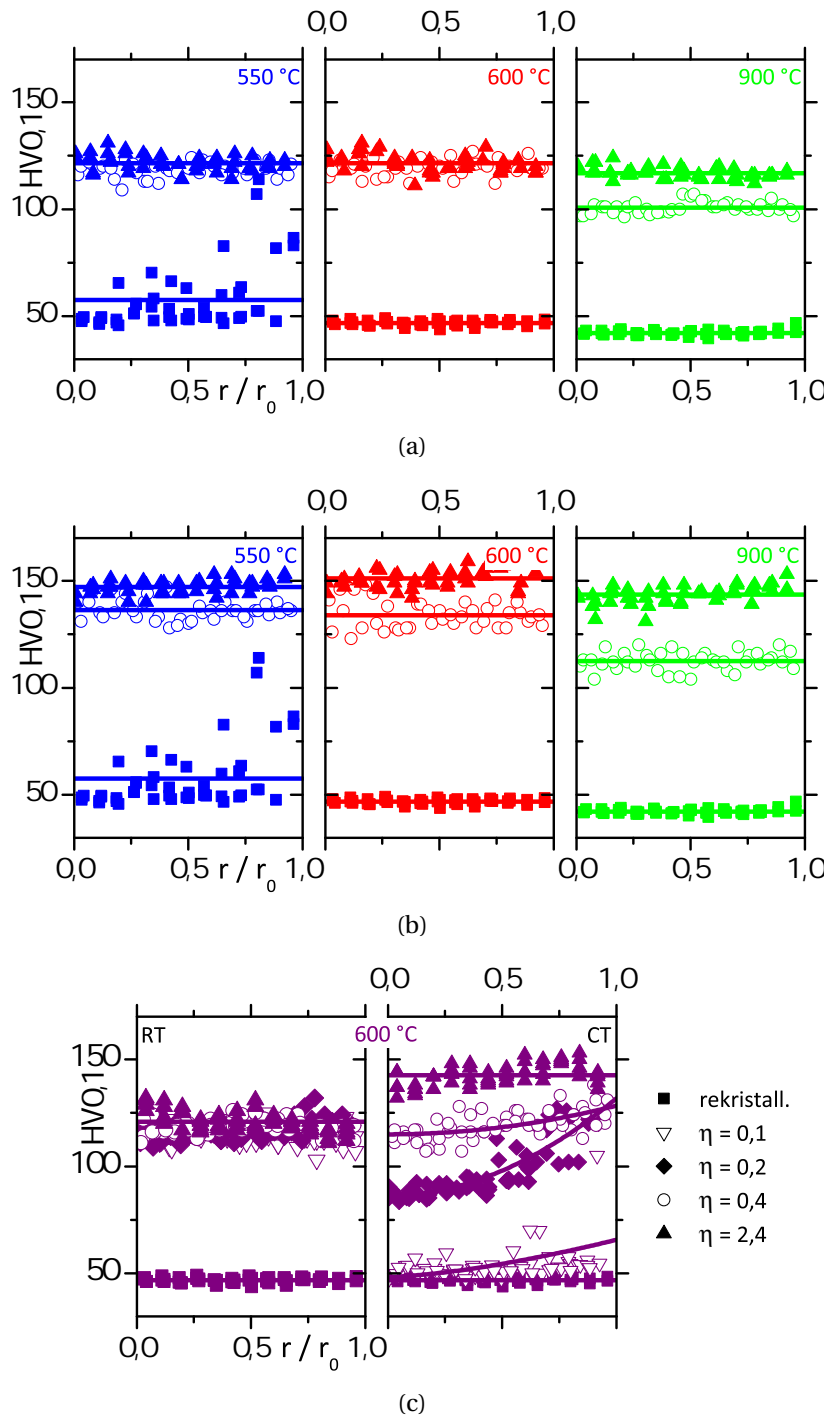 0,0 0,5 1,0
550 °C 600 °C 900 °C
150
100
50
HV0,1
0,0 0,5 1,0 0,0 0,5 1,0
r / r0
(a)
0,0 0,5 1,0
550 °C 600 °C 900 °C
150
100
50
HV0,1
0,0 0,5 1,0 0,0 0,5 1,0
r / r0
(b)
0,0 0,5 1,0
RT 600 °C CT
150
100
50
HV0,1
rekristall.
η = 0,1
η = 0,2
η = 0,4
η = 2,4
0,0 0,5 1,0
r / r0
(c)